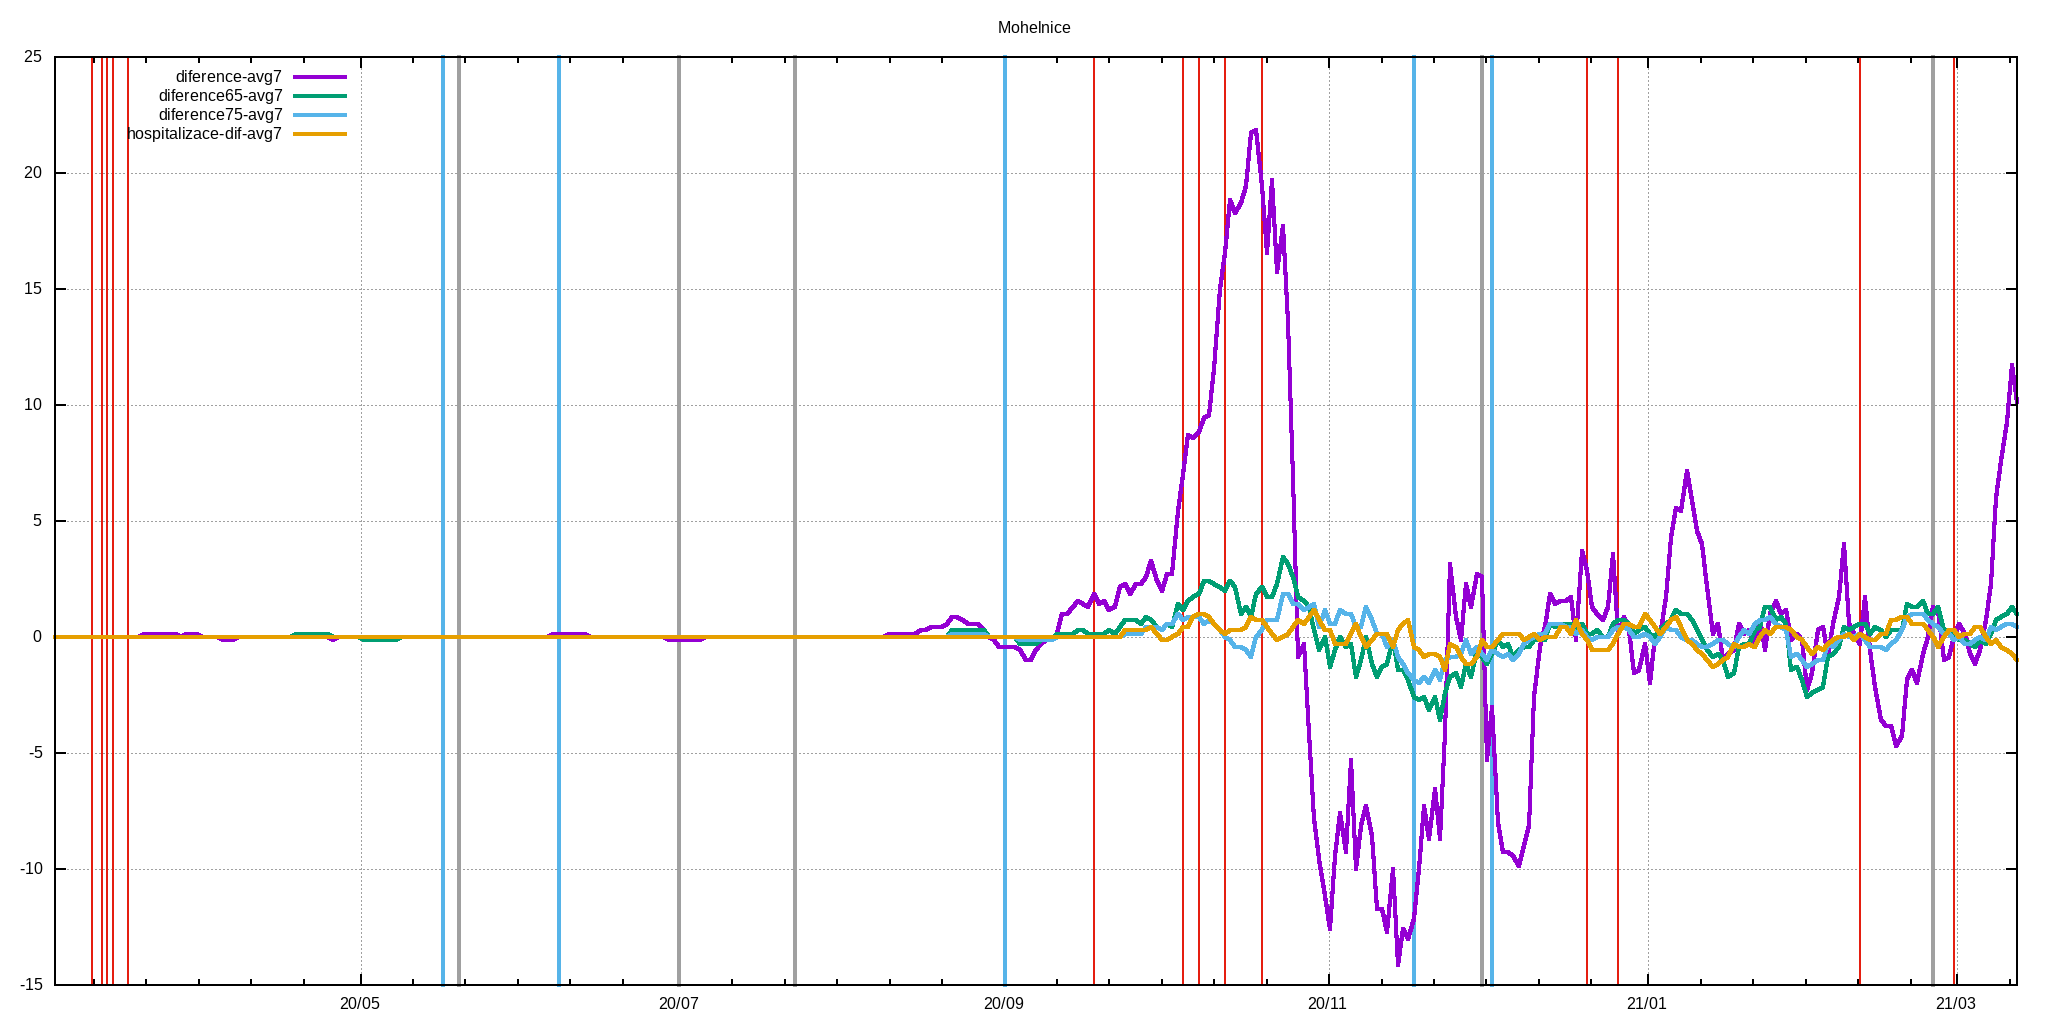 Mohelnice
25
diference-avg7
diference65-avg7
diference75-avg7
hospitalizace-dif-avg7
20
15
10
5
0
-5
-10
-15
20/05 20/07 20/09 20/11 21/01 21/03